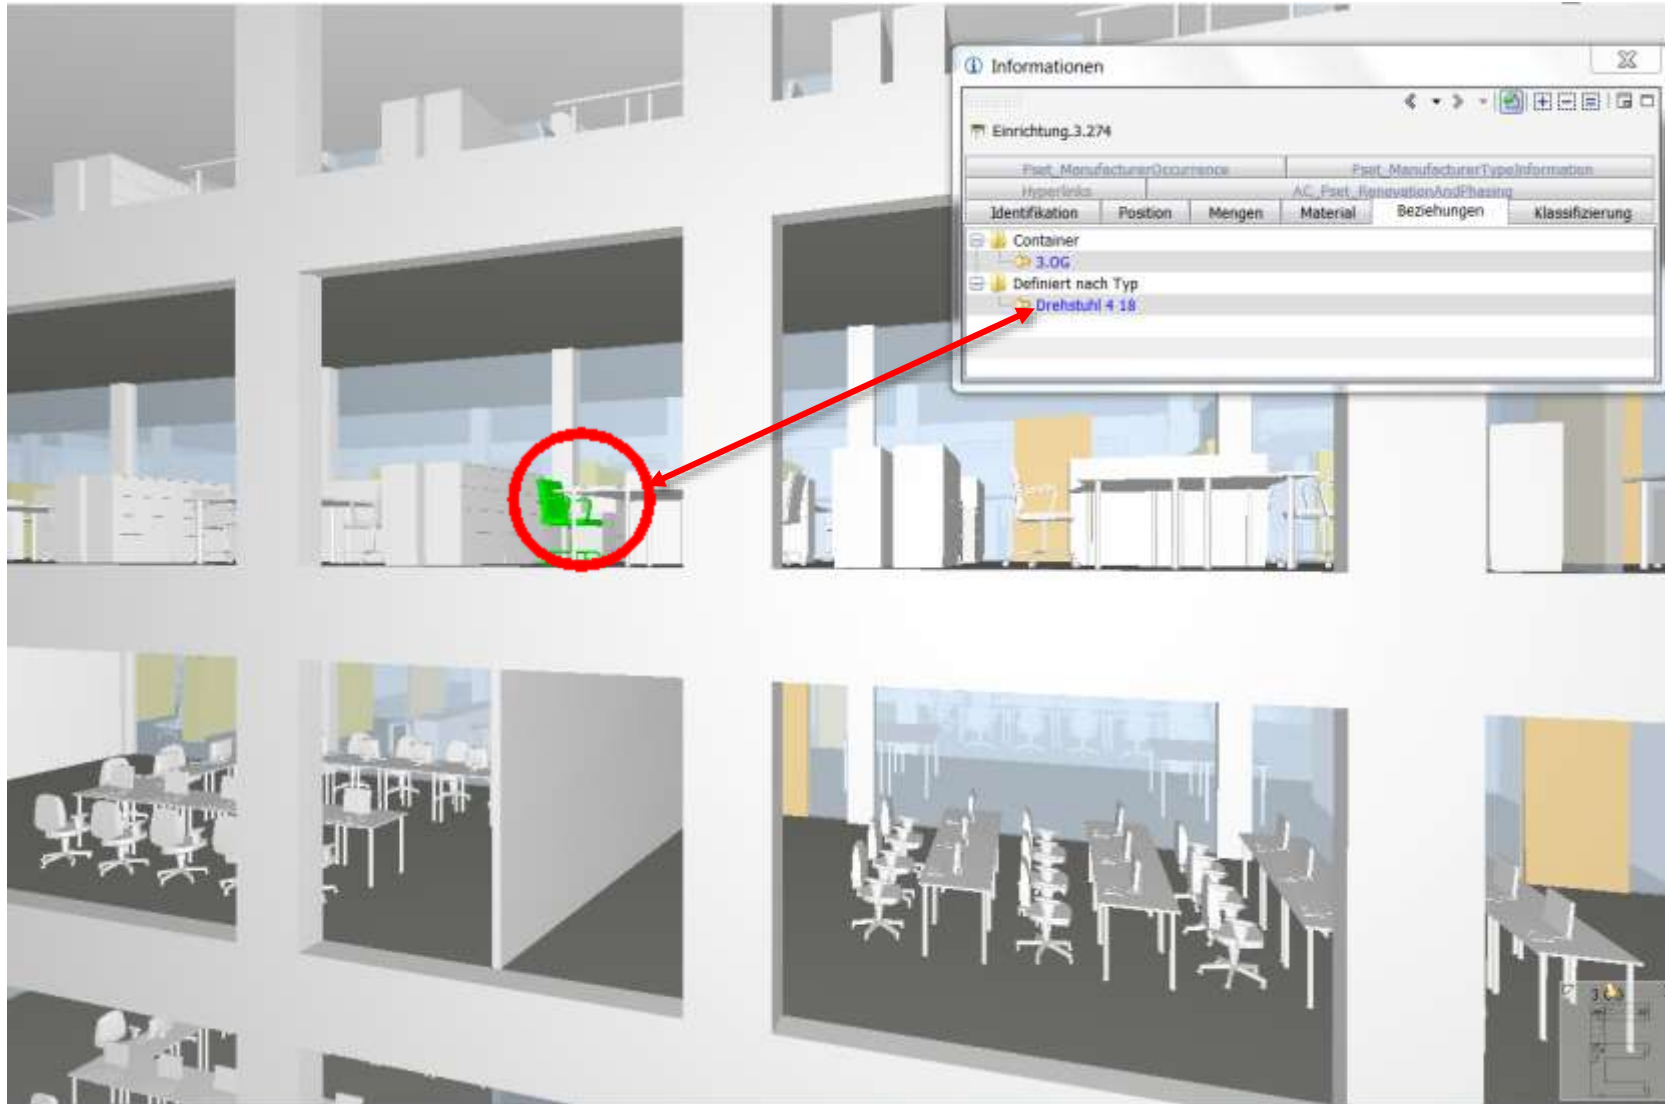 Informationen
Einrichtung.3.274
Pset_ManufacturerOccurrence Pset_ManufacturerTypeInformation
Hyperlinks AC_Pset_RenovationAndPhasing
Identifikation Position Mengen Material Beziehungen Klassifizierung
Container
3.OG
Definiert nach Typ
Drehstuhl 4 18